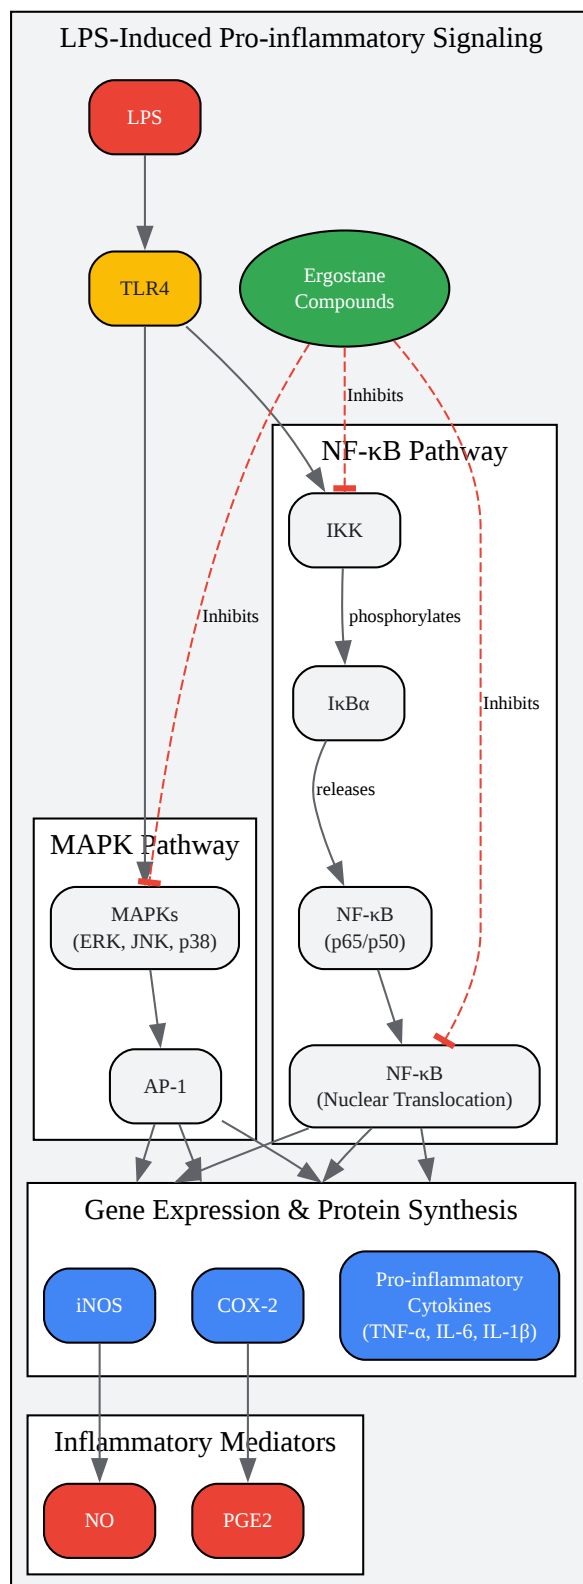 LPS-Induced Pro-inflammatory Signaling
LPS
TLR4
Ergostane
Compounds
Inhibits
NF-κB Pathway
IKK
phosphorylates
Inhibits
IκBα
Inhibits
releases
MAPK Pathway
MAPKs
(ERK, JNK, p38)
NF-κB
(p65/p50)
AP-1
NF-κB
(Nuclear Translocation)
Gene Expression & Protein Synthesis
iNOS
COX-2
Pro-inflammatory
Cytokines
(TNF-α, IL-6, IL-1β)
Inflammatory Mediators
NO
PGE2